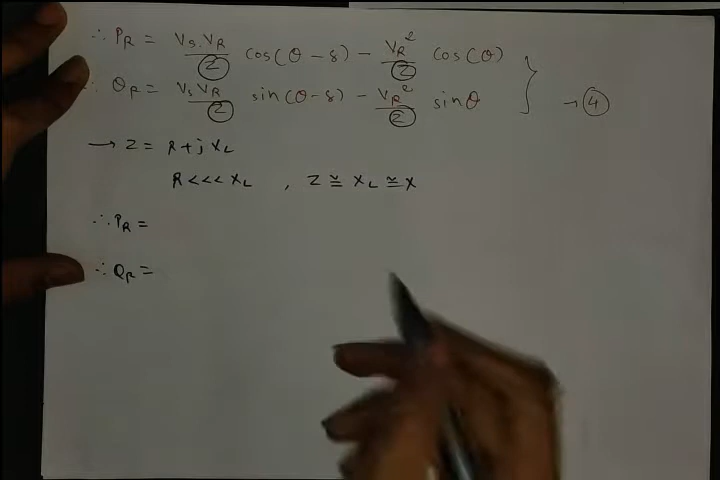 ∴ P_R = V_S.V_R / Z cos(θ - δ) - V_R² / Z cos(θ)
∴ Q_R = V_S V_R / Z sin(θ - δ) - V_R² / Z sinθ } → ④
→ Z = R + j X_L
R <<< X_L , Z ≅ X_L ≅ X
∴ P_R =
∴ Q_R =